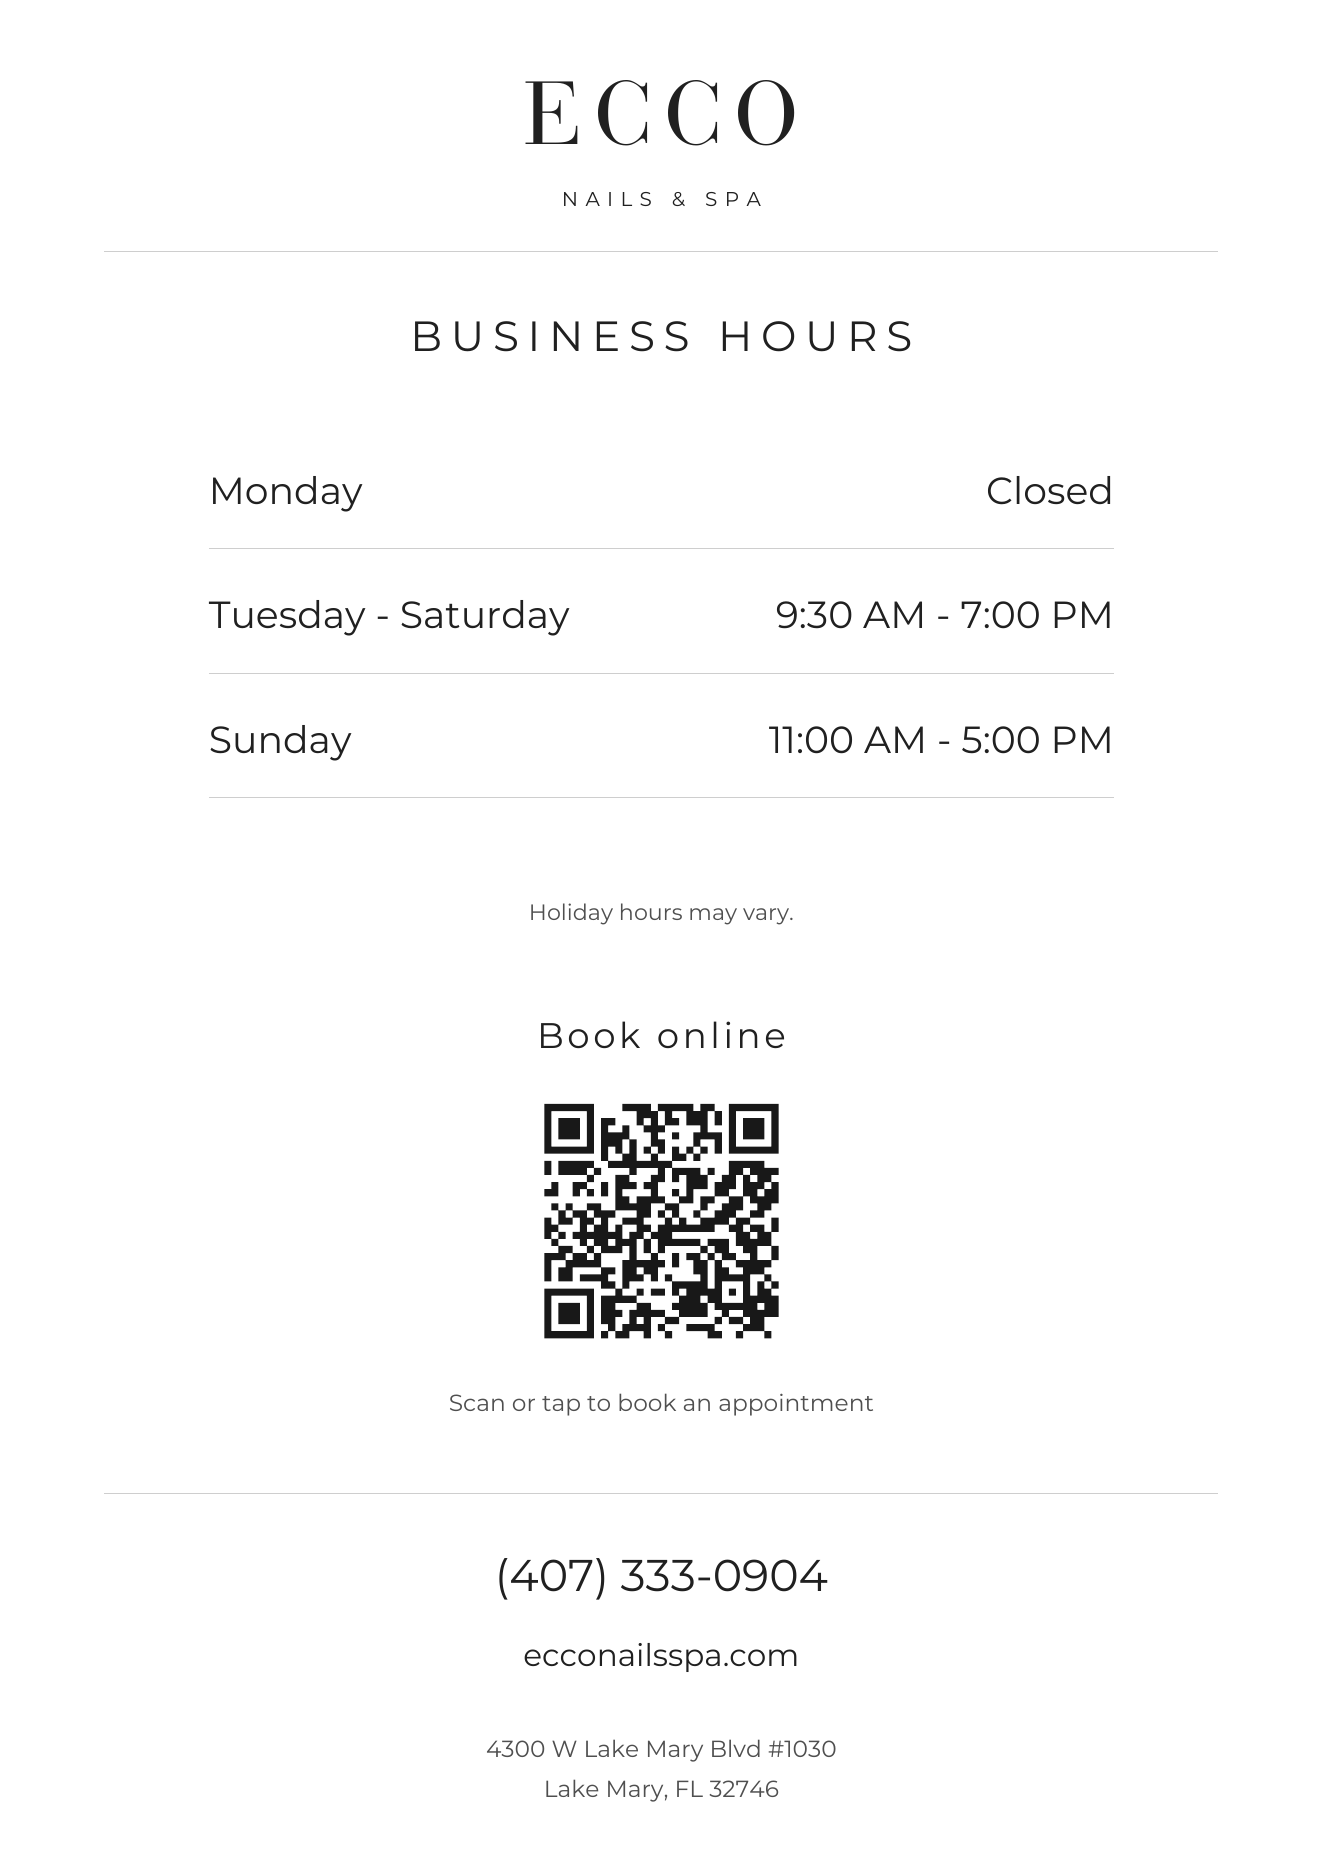 ECCO
NAILS & SPA
BUSINESS HOURS
Monday Closed
Tuesday - Saturday 9:30 AM - 7:00 PM
Sunday 11:00 AM - 5:00 PM
Holiday hours may vary.
Book online
Scan or tap to book an appointment
(407) 333-0904
ecconailsspa.com
4300 W Lake Mary Blvd #1030
Lake Mary, FL 32746